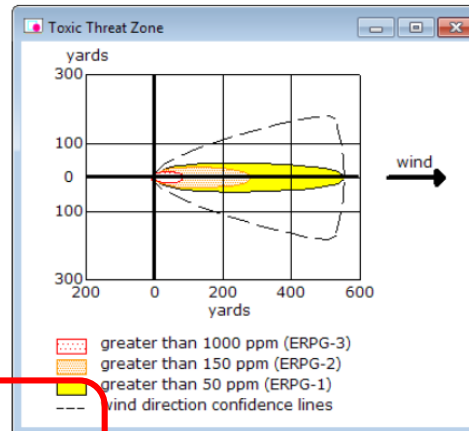 Toxic Threat Zone
yards
300
100
0
100
300
200 0 200 400 600
yards
wind
greater than 1000 ppm (ERPG-3)
greater than 150 ppm (ERPG-2)
greater than 50 ppm (ERPG-1)
wind direction confidence lines